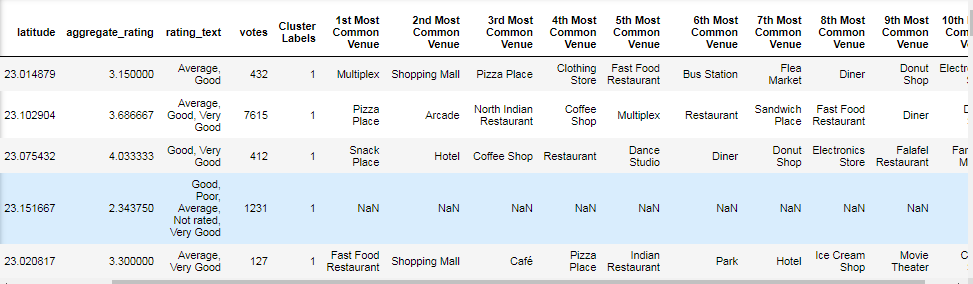 latitude aggregate_rating rating_text votes Cluster Labels 1st Most Common Venue 2nd Most Common Venue 3rd Most Common Venue 4th Most Common Venue 5th Most Common Venue 6th Most Common Venue 7th Most Common Venue 8th Most Common Venue 9th Most Common Venue 10th
23.014879 3.150000 Average, Good 432 1 Multiplex Shopping Mall Pizza Place Clothing Store Fast Food Restaurant Bus Station Flea Market Diner Donut Shop
23.102904 3.686667 Average, Good, Very Good 7615 1 Pizza Place Arcade North Indian Restaurant Coffee Shop Multiplex Restaurant Sandwich Place Fast Food Restaurant Diner
23.075432 4.033333 Good, Very Good 412 1 Snack Place Hotel Coffee Shop Restaurant Dance Studio Diner Donut Shop Electronics Store Falafel Restaurant
23.151667 2.343750 Good, Poor, Average, Not rated, Very Good 1231 1 NaN NaN NaN NaN NaN NaN NaN NaN NaN
23.020817 3.300000 Average, Very Good 127 1 Fast Food Restaurant Shopping Mall Café Pizza Place Indian Restaurant Park Hotel Ice Cream Shop Movie Theater